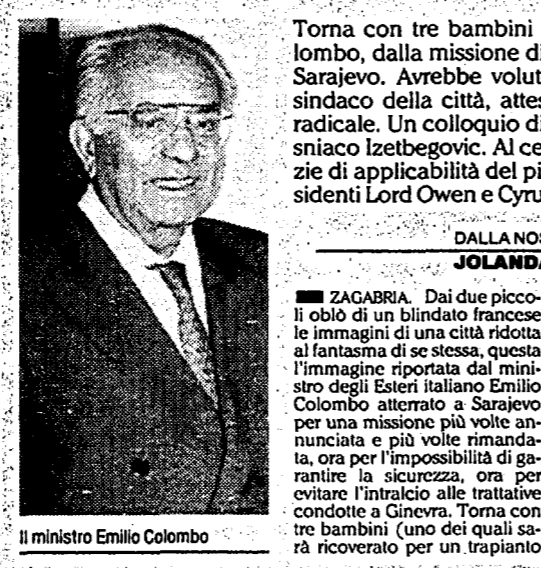 Torna con tre bambini
lombo, dalla missione di
Sarajevo. Avrebbe volut
sindaco della città, attes
radicale. Un colloquio di
sniaco Izetbegovic. Al ce
zie di applicabilità del pi
sidenti Lord Owen e Cyru
DALLA NOS
JOLANDA
ZAGABRIA. Dai due picco-
li oblò di un blindato francese
le immagini di una città ridotta
al fantasma di se stessa, questa
l'immagine riportata dal mini-
stro degli Esteri italiano Emilio
Colombo atterrato a Sarajevo
per una missione più volte an-
nunciata e più volte rimanda-
ta, ora per l'impossibilità di ga-
rantire la sicurezza, ora per
evitare l'intralcio alle trattative
condotte a Ginevra. Torna con
tre bambini (uno dei quali sa-
rà ricoverato per un trapianto
Il ministro Emilio Colombo